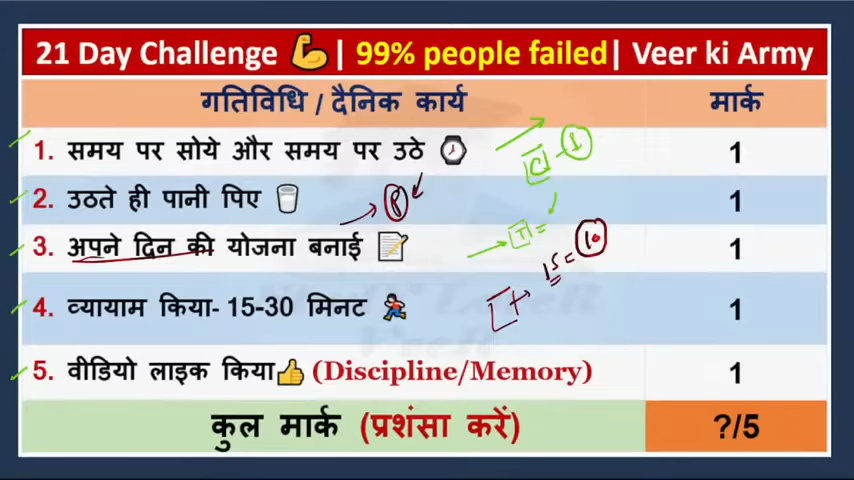 21 Day Challenge 💪| 99% people failed| Veer ki Army
गतिविधि / दैनिक कार्य मार्क
1. समय पर सोये और समय पर उठे 1
2. उठते ही पानी पिए 1
3. अपने दिन की योजना बनाई 1
4. व्यायाम किया- 15-30 मिनट 1
5. वीडियो लाइक किया👍 (Discipline/Memory) 1
कुल मार्क (प्रशंसा करें) ?/5